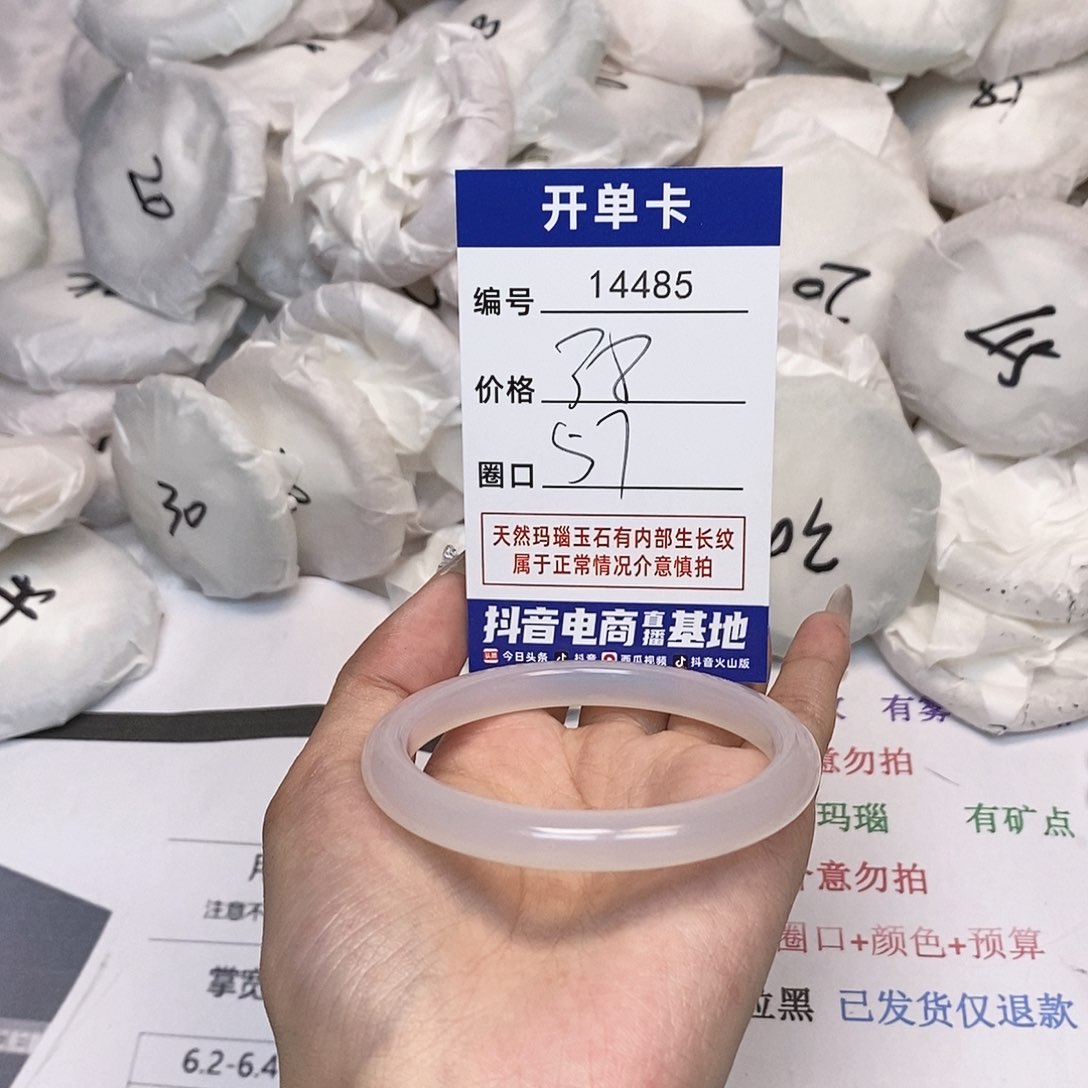 开单卡
编号 14485
价格 38
圈口 57
天然玛瑙玉石有内部生长纹
属于正常情况介意慎拍
抖音电商直播基地
今日头条 抖音 西瓜视频 抖音火山版
30
20
有雾
意勿拍
玛瑙 有矿点
介意勿拍
圈口+颜色+预算
拉黑 已发货仅退款
注意不
掌宽
6.2-6.4